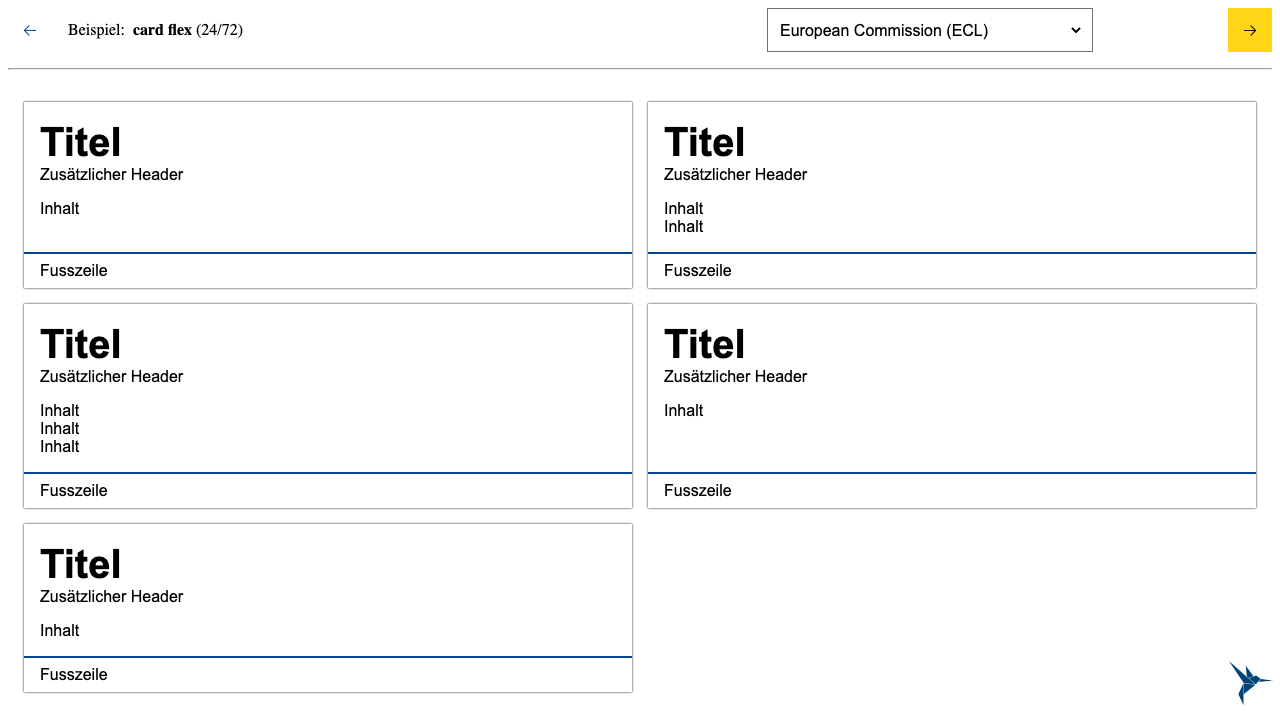 Beispiel: card flex (24/72)
European Commission (ECL)
Titel
Zusätzlicher Header
Inhalt
Fusszeile
Titel
Zusätzlicher Header
Inhalt
Inhalt
Fusszeile
Titel
Zusätzlicher Header
Inhalt
Inhalt
Inhalt
Fusszeile
Titel
Zusätzlicher Header
Inhalt
Fusszeile
Titel
Zusätzlicher Header
Inhalt
Fusszeile